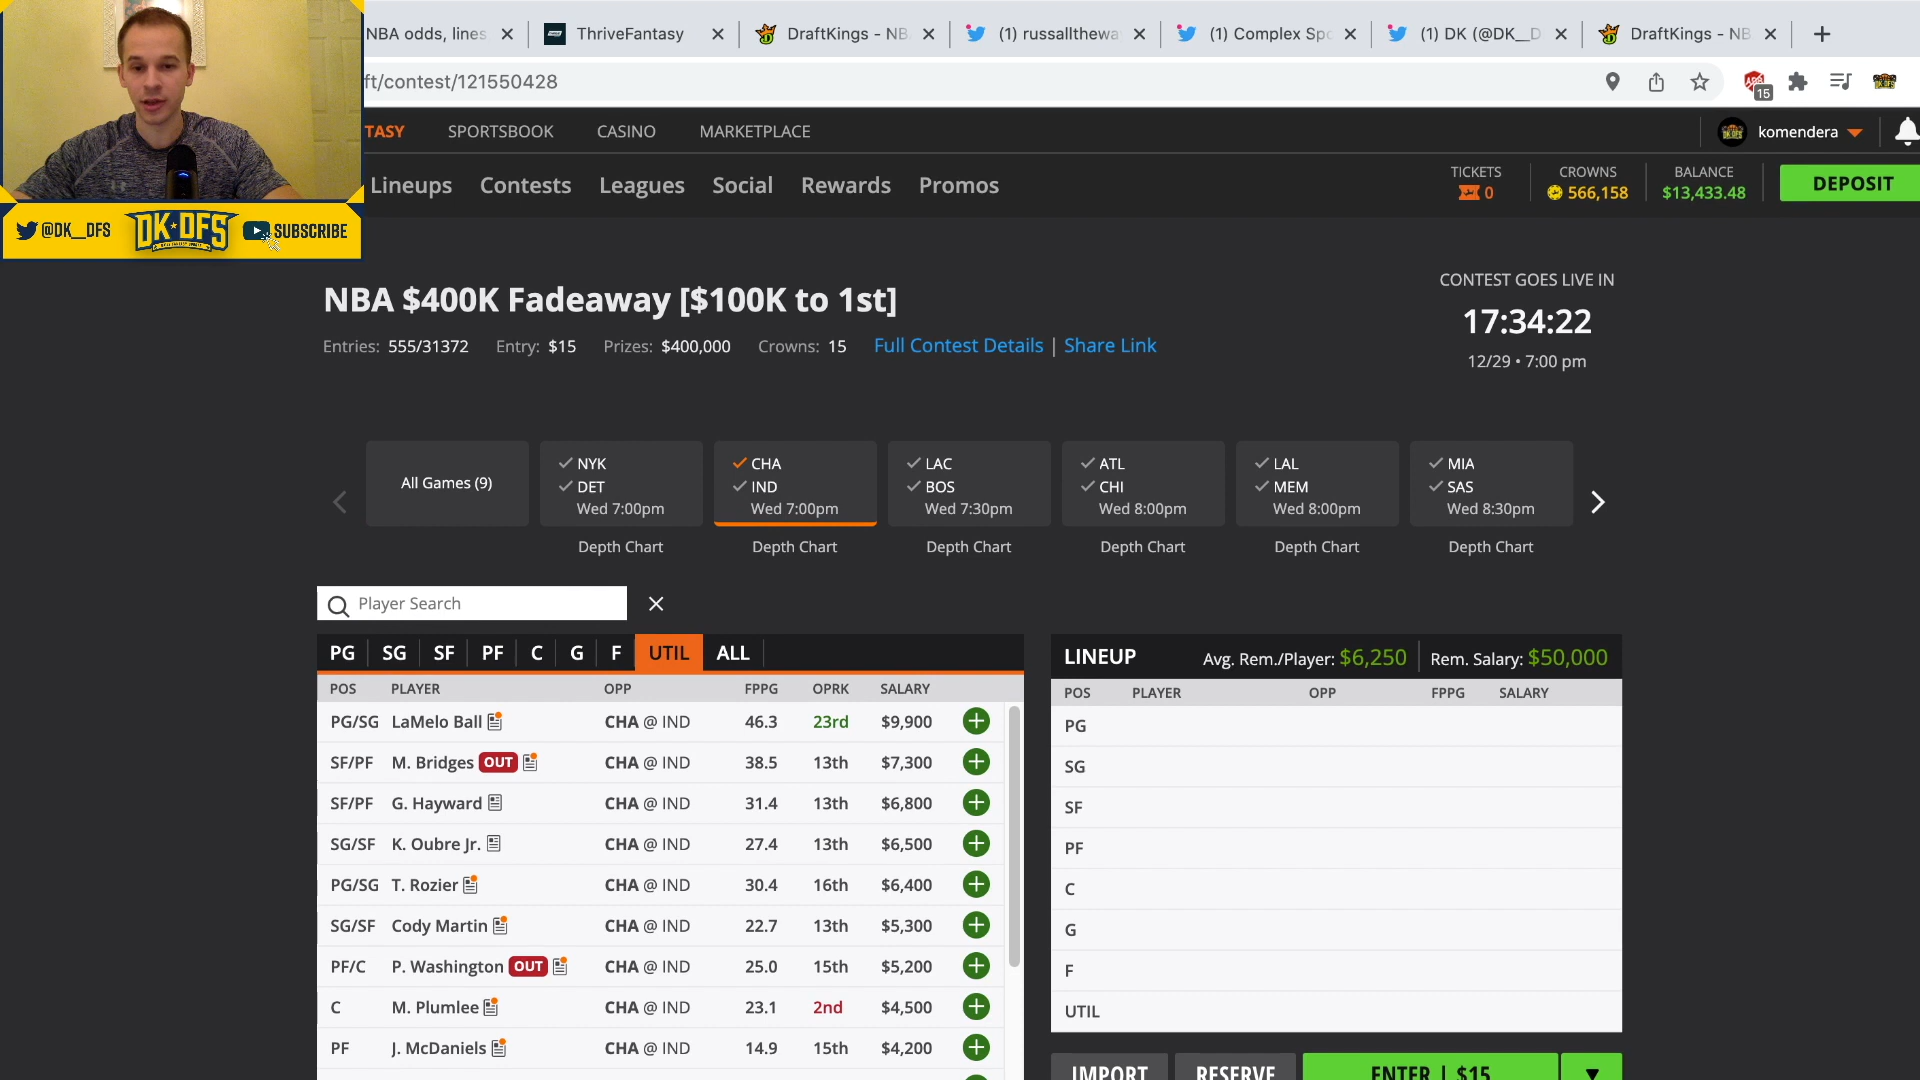 NBA odds, lines
ThriveFantasy
DraftKings - NB
(1) russallthewa
(1) Complex Spo
(1) DK (@DK__D
DraftKings - NB
ft/contest/121550428
15
TASY
SPORTSBOOK
CASINO
MARKETPLACE
komendera
Lineups
Contests
Leagues
Social
Rewards
Promos
TICKETS
0
CROWNS
566,158
BALANCE
$13,433.48
DEPOSIT
@DK__DFS
DK DFS
SUBSCRIBE
NBA $400K Fadeaway [$100K to 1st]
Entries: 555/31372 Entry: $15 Prizes: $400,000 Crowns: 15 Full Contest Details | Share Link
CONTEST GOES LIVE IN
17:34:22
12/29 • 7:00 pm
All Games (9)
NYK
DET
Wed 7:00pm
Depth Chart
CHA
IND
Wed 7:00pm
Depth Chart
LAC
BOS
Wed 7:30pm
Depth Chart
ATL
CHI
Wed 8:00pm
Depth Chart
LAL
MEM
Wed 8:00pm
Depth Chart
MIA
SAS
Wed 8:30pm
Depth Chart
Player Search
PG SG SF PF C G F UTIL ALL
POS PLAYER OPP FPPG OPRK SALARY
PG/SG LaMelo Ball CHA @ IND 46.3 23rd $9,900
SF/PF M. Bridges OUT CHA @ IND 38.5 13th $7,300
SF/PF G. Hayward CHA @ IND 31.4 13th $6,800
SG/SF K. Oubre Jr. CHA @ IND 27.4 13th $6,500
PG/SG T. Rozier CHA @ IND 30.4 16th $6,400
SG/SF Cody Martin CHA @ IND 22.7 13th $5,300
PF/C P. Washington OUT CHA @ IND 25.0 15th $5,200
C M. Plumlee CHA @ IND 23.1 2nd $4,500
PF J. McDaniels CHA @ IND 14.9 15th $4,200
LINEUP Avg. Rem./Player: $6,250 Rem. Salary: $50,000
POS PLAYER OPP FPPG SALARY
PG
SG
SF
PF
C
G
F
UTIL
IMPORT RESERVE ENTER | $15